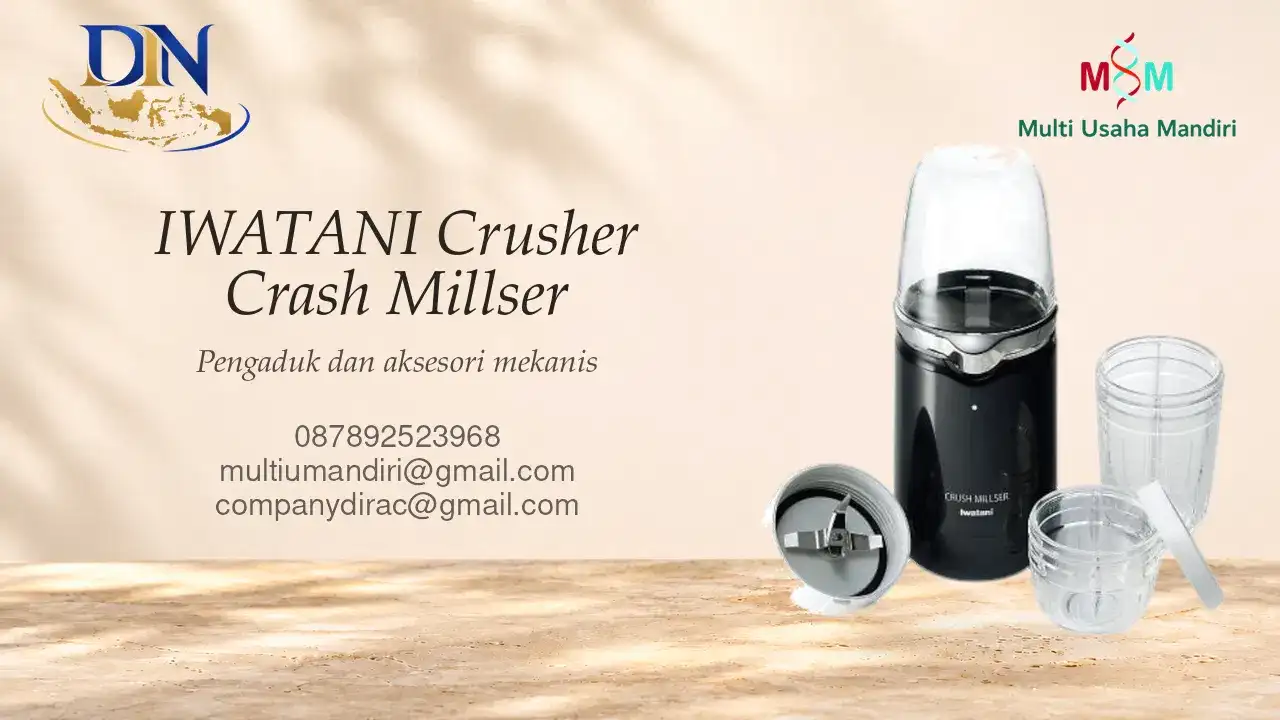 DIN
M M
Multi Usaha Mandiri
IWATANI Crusher
Crash Millser
Pengaduk dan aksesori mekanis
087892523968
multiumandiri@gmail.com
companydirac@gmail.com
CRUSH MILLSER
Iwatani